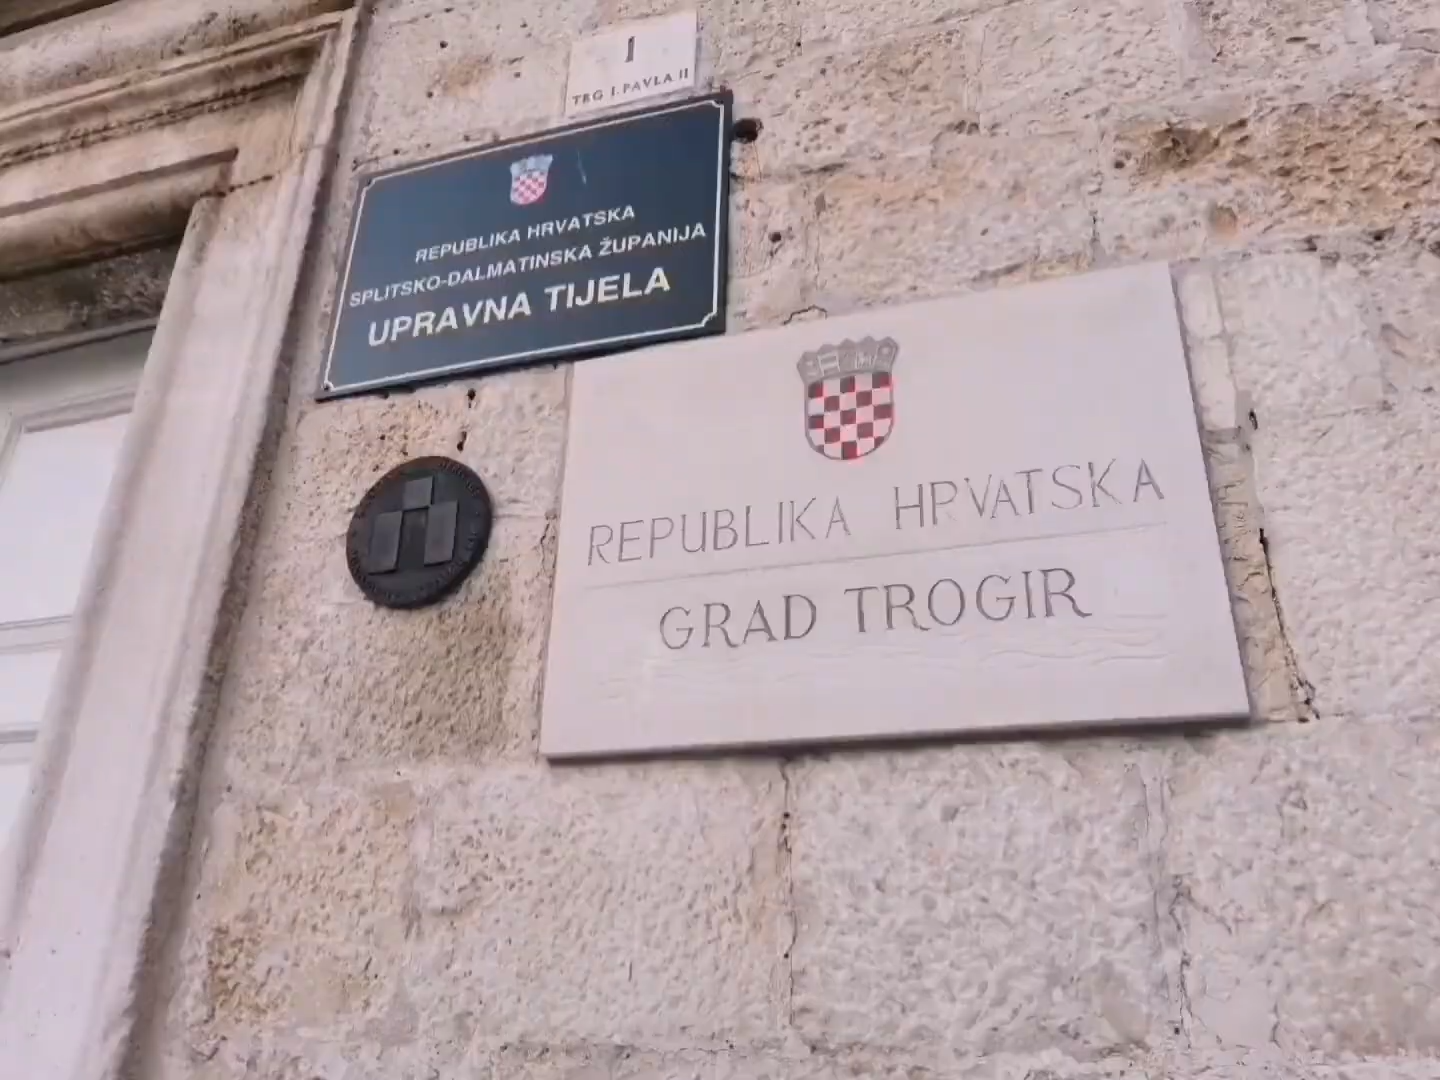 1
TRG I. PAVLA II
REPUBLIKA HRVATSKA
SPLITSKO-DALMATINSKA ŽUPANIJA
UPRAVNA TIJELA
REPUBLIKA HRVATSKA
GRAD TROGIR